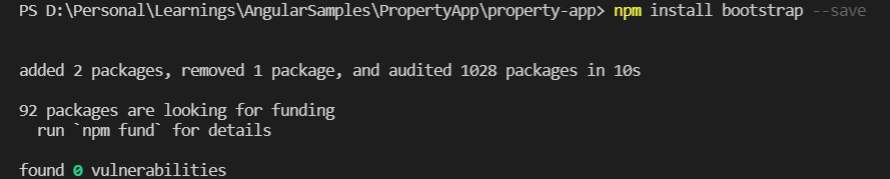 PS D:\Personal\Learnings\AngularSamples\PropertyApp\property-app> npm install bootstrap --save
added 2 packages, removed 1 package, and audited 1028 packages in 10s
92 packages are looking for funding
run `npm fund` for details
found 0 vulnerabilities